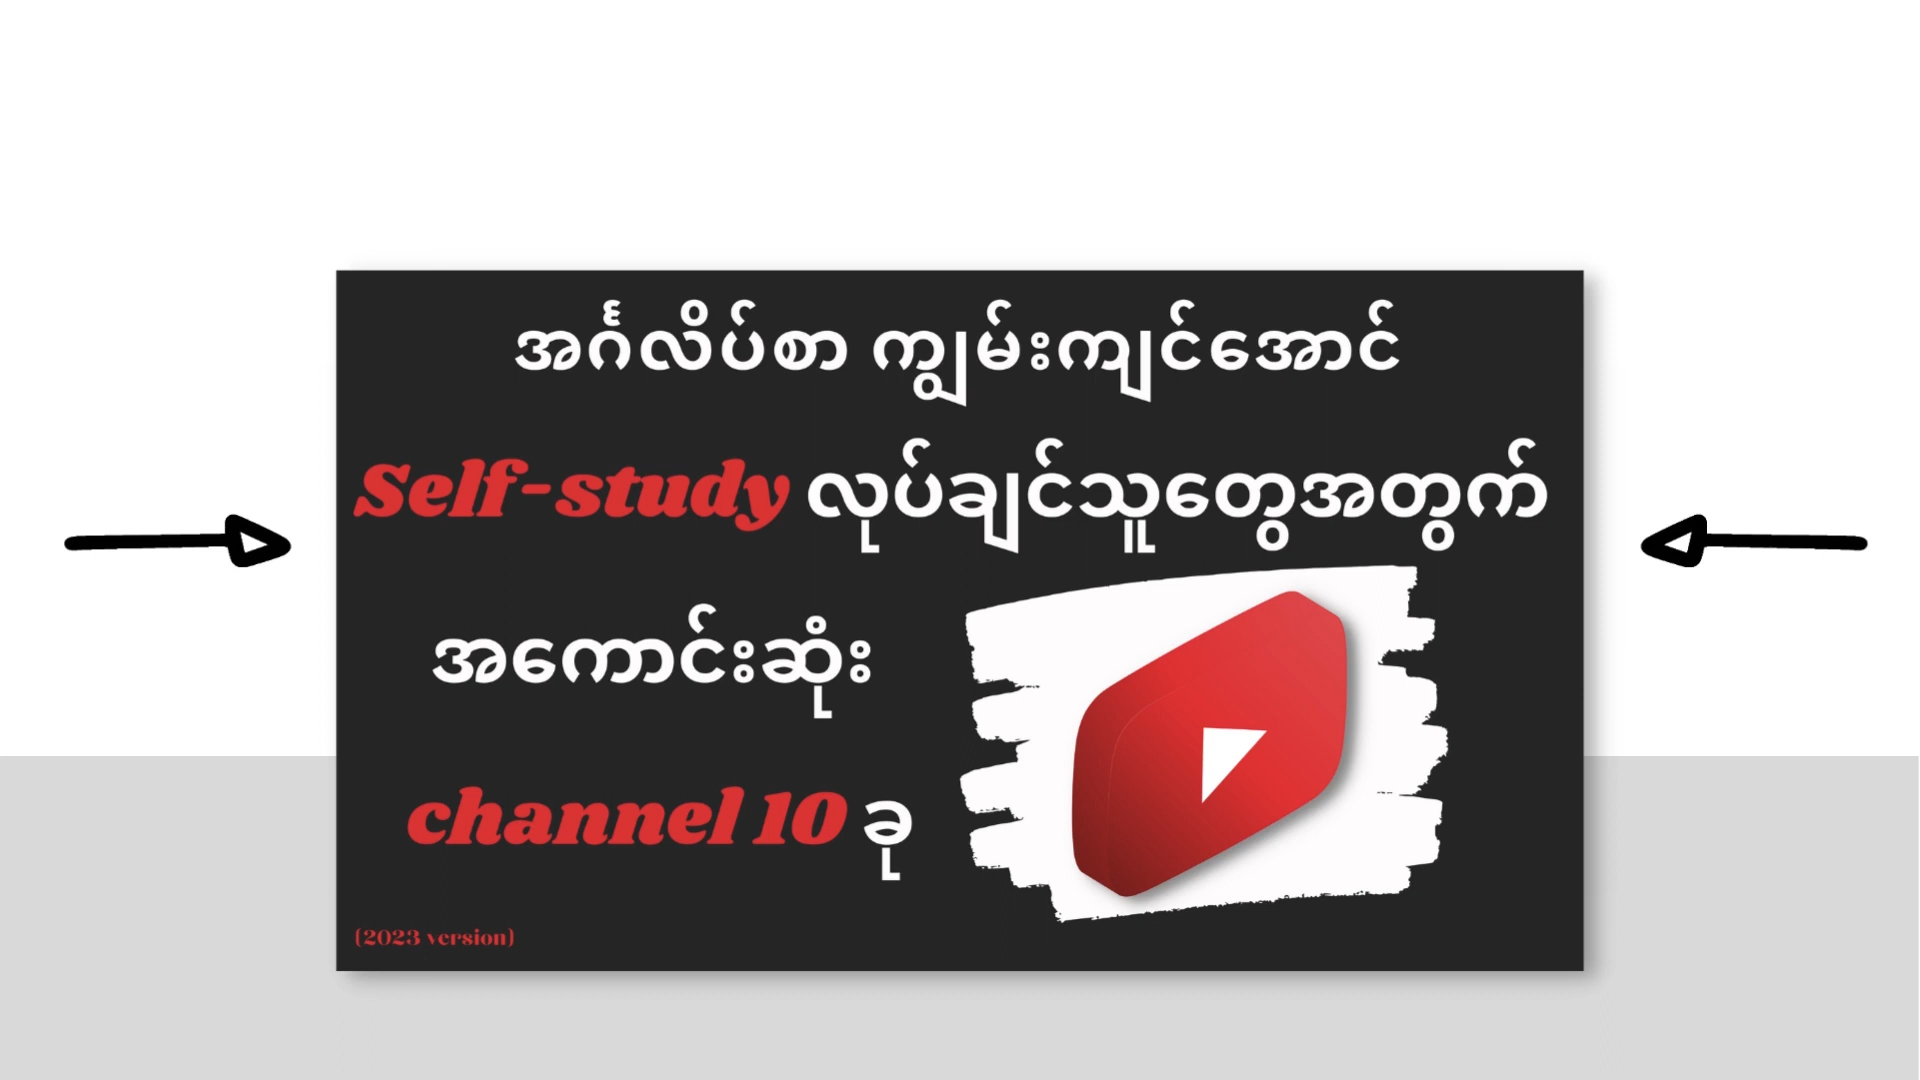 အင်္ဂလိပ်စာ ကျွမ်းကျင်အောင်
Self-study လုပ်ချင်သူတွေအတွက်
အကောင်းဆုံး
channel 10 ခု
(2023 version)